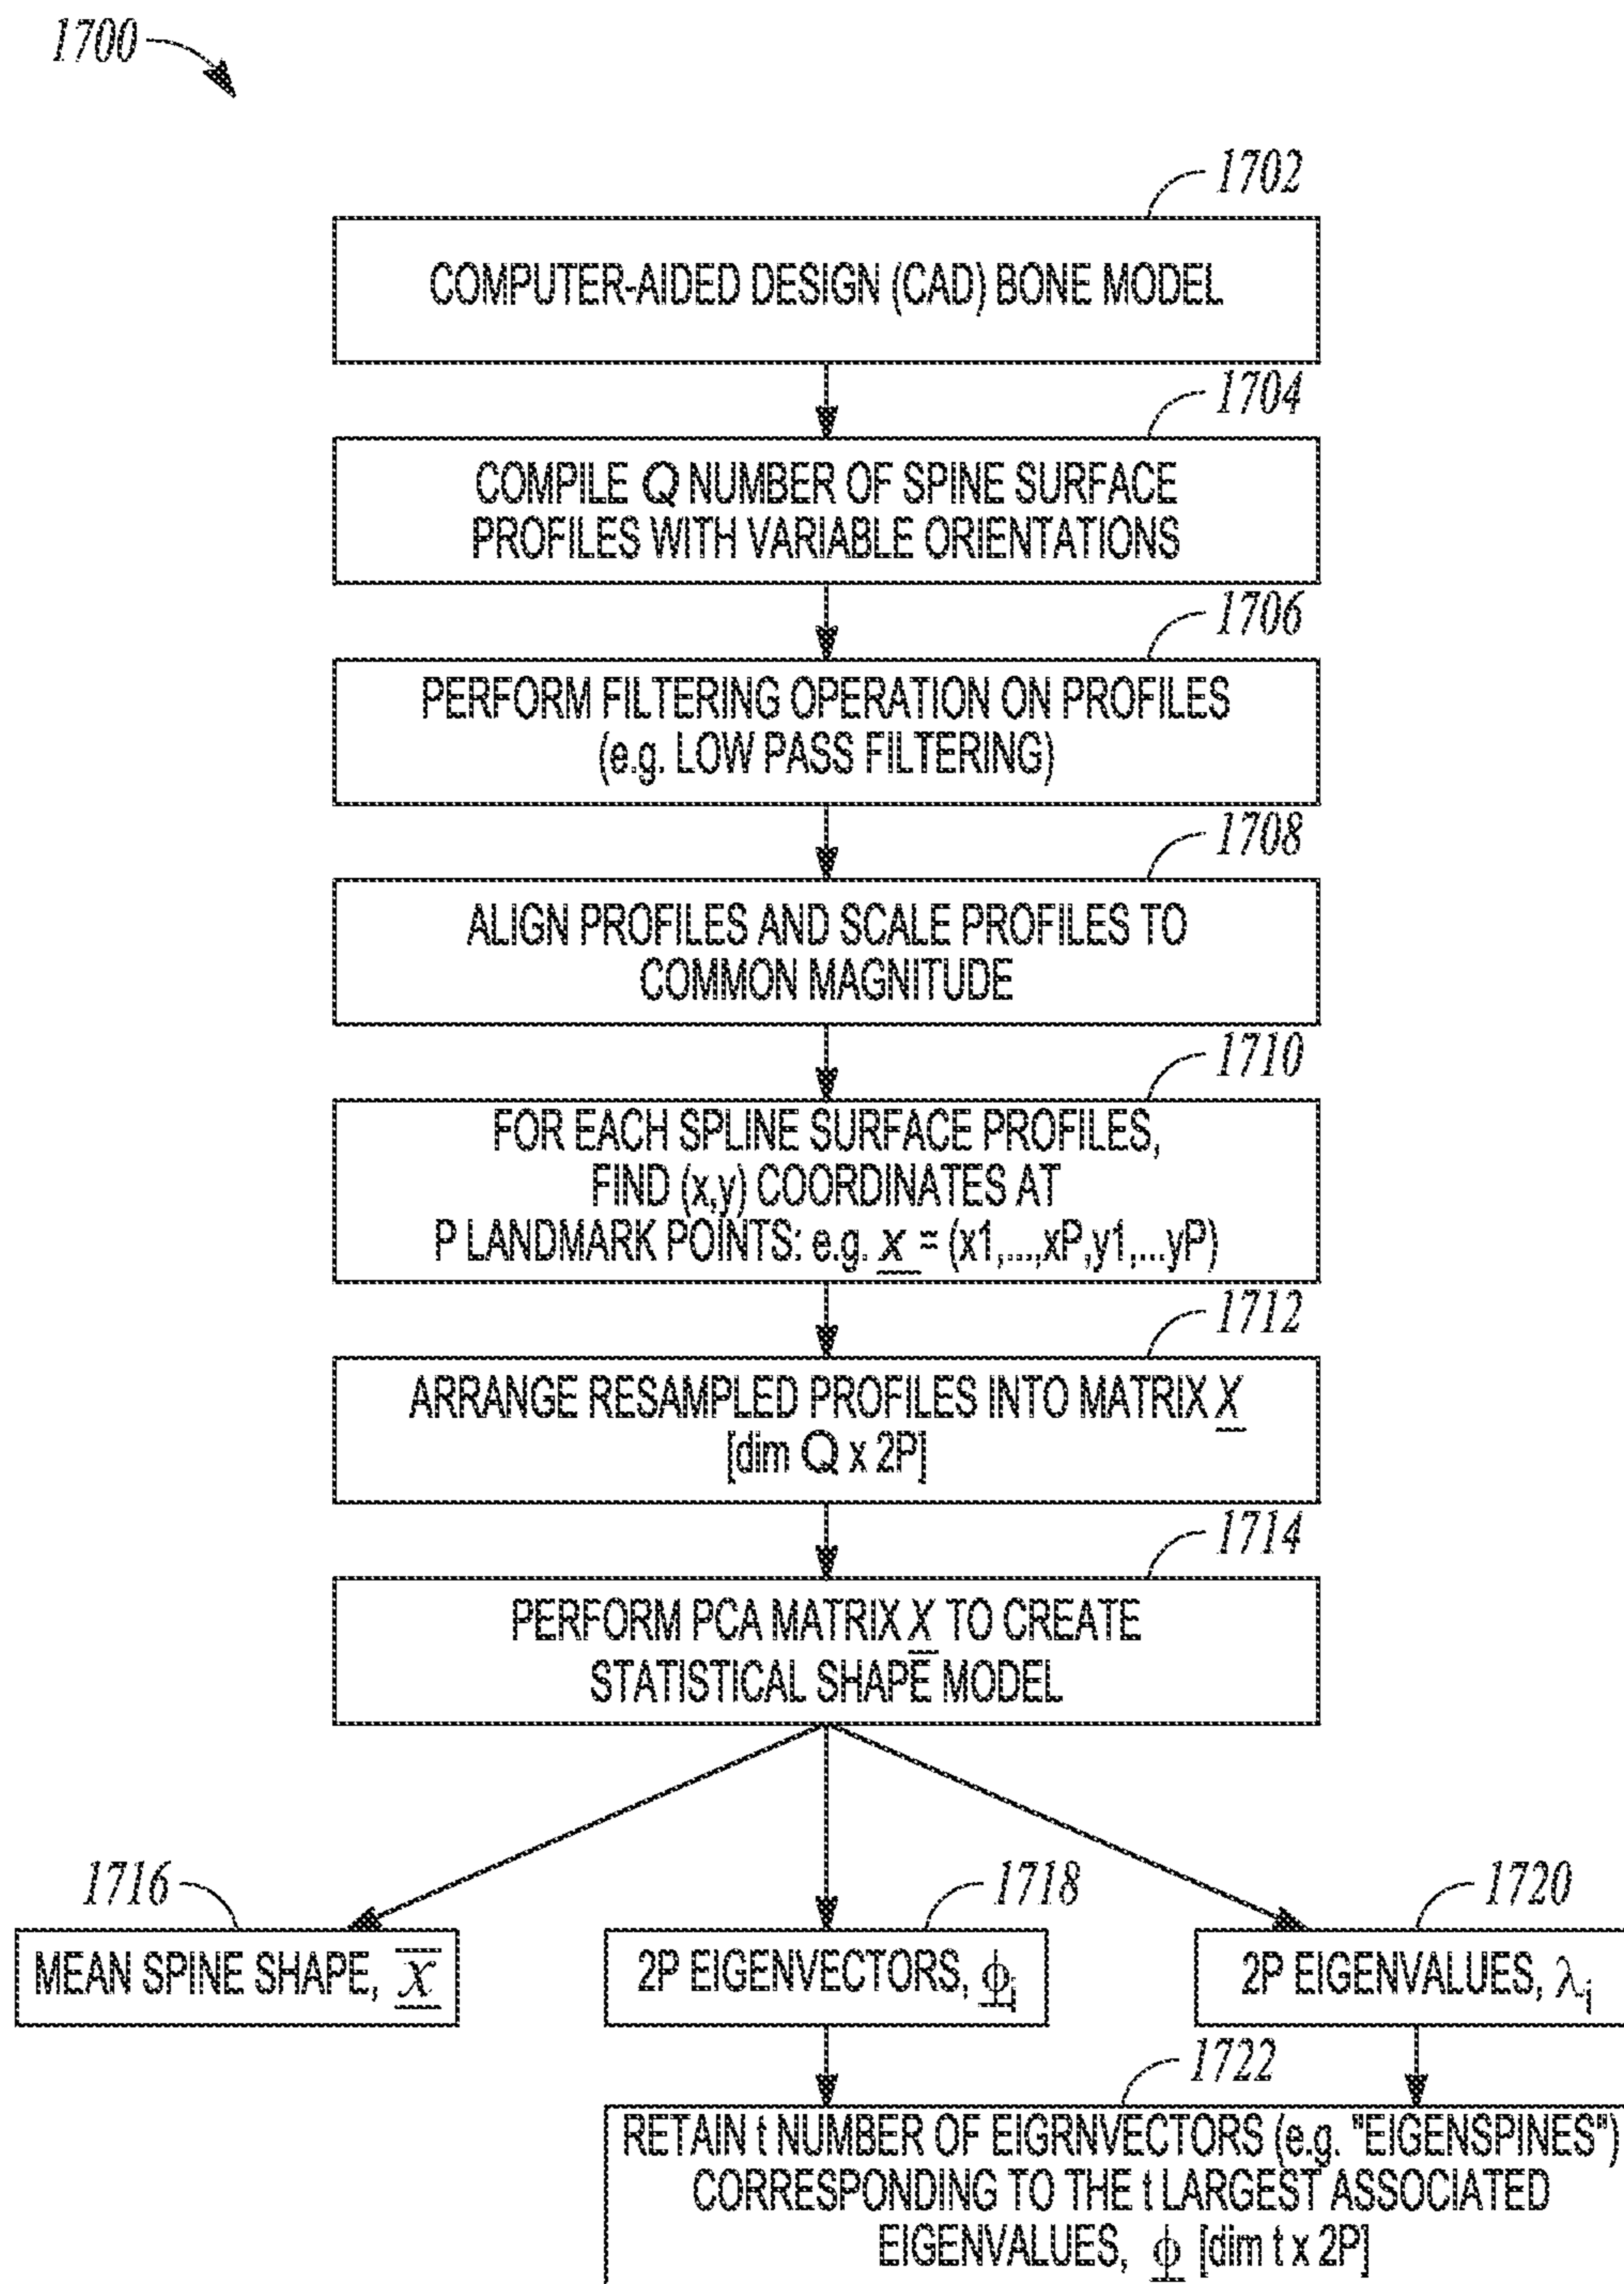 1700
1702
COMPUTER-AIDED DESIGN (CAD) BONE MODEL
1704
COMPILE Q NUMBER OF SPINE SURFACE
PROFILES WITH VARIABLE ORIENTATIONS
1706
PERFORM FILTERING OPERATION ON PROFILES
(e.g. LOW PASS FILTERING)
1708
ALIGN PROFILES AND SCALE PROFILES TO
COMMON MAGNITUDE
1710
FOR EACH SPLINE SURFACE PROFILES,
FIND (x,y) COORDINATES AT
P LANDMARK POINTS: e.g. x = (x1,...,xP,y1,...yP)
1712
ARRANGE RESAMPLED PROFILES INTO MATRIX X
[dim Q x 2P]
1714
PERFORM PCA MATRIX X TO CREATE
STATISTICAL SHAPE MODEL
1716
1718
1720
MEAN SPINE SHAPE, x̅
2P EIGENVECTORS, ϕi
2P EIGENVALUES, λi
1722
RETAIN t NUMBER OF EIGRNVECTORS (e.g. "EIGENSPINES")
CORRESPONDING TO THE t LARGEST ASSOCIATED
EIGENVALUES, ϕ [dim t x 2P]